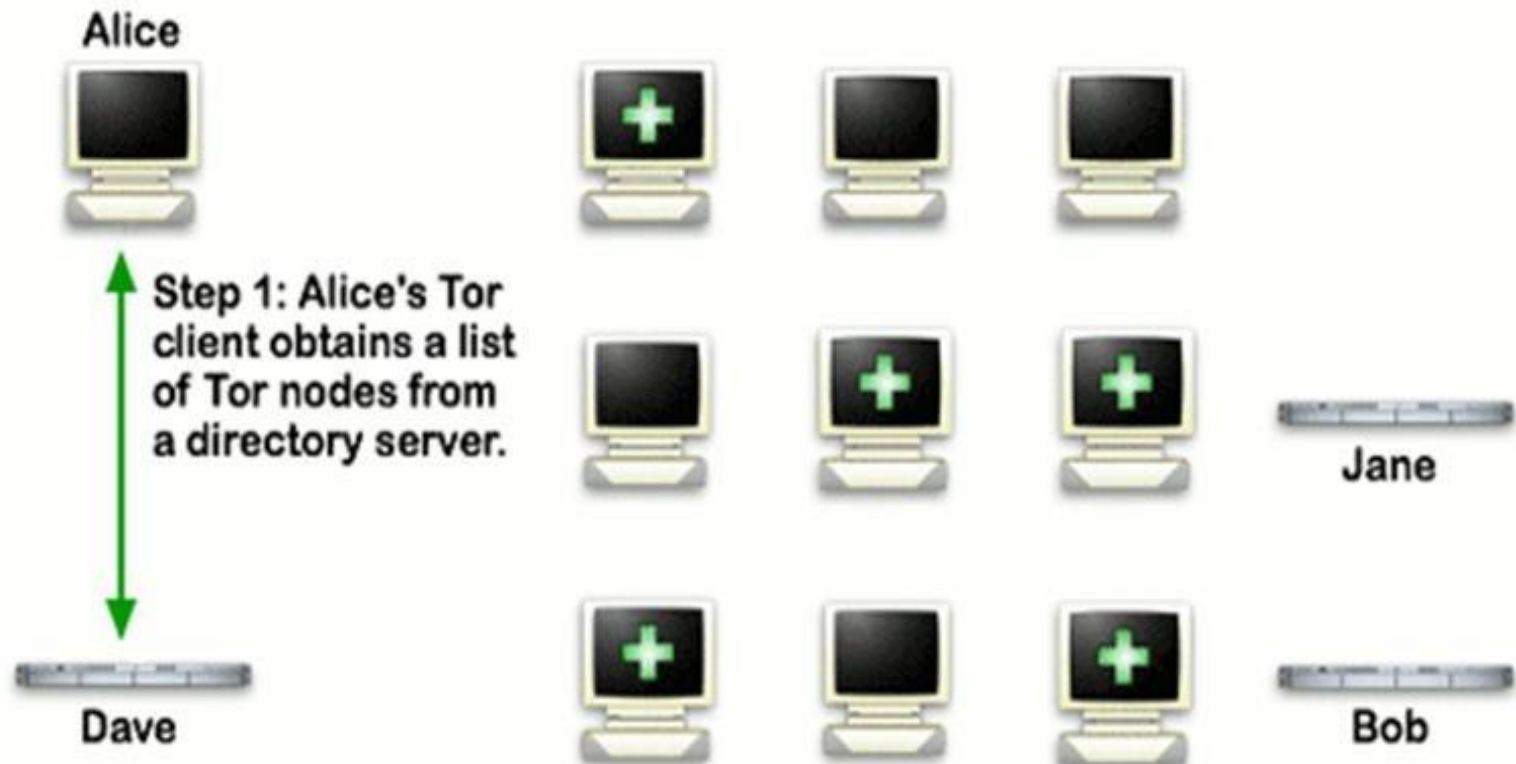 Alice
Step 1: Alice's Tor
client obtains a list
of Tor nodes from
a directory server.
Jane
Dave
Bob